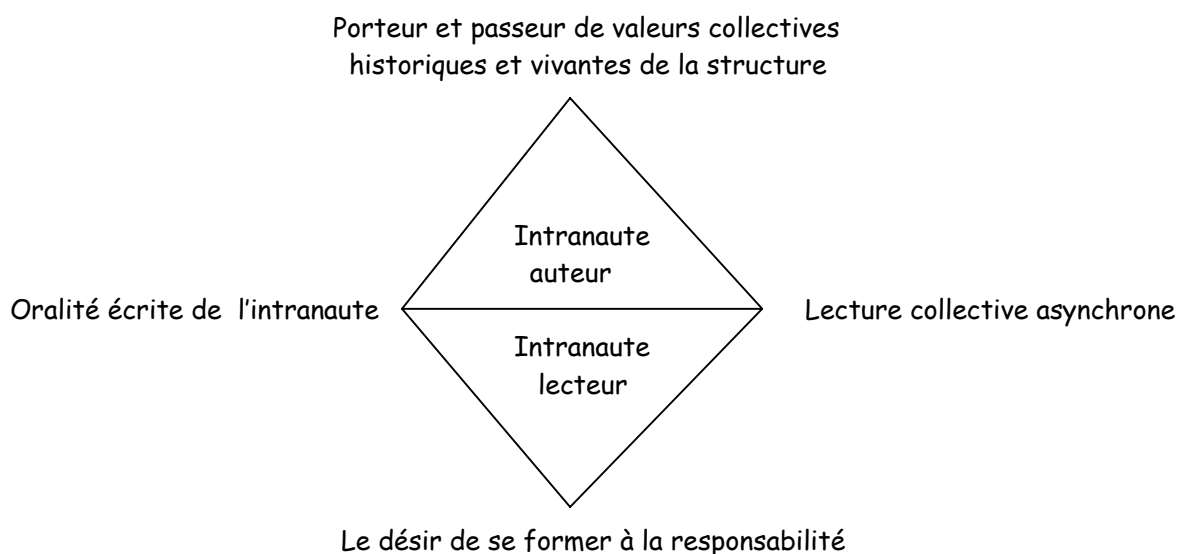 Porteur et passeur de valeurs collectives
historiques et vivantes de la structure
Intranaute
auteur
Oralité écrite de l'intranaute
Lecture collective asynchrone
Intranaute
lecteur
Le désir de se former à la responsabilité